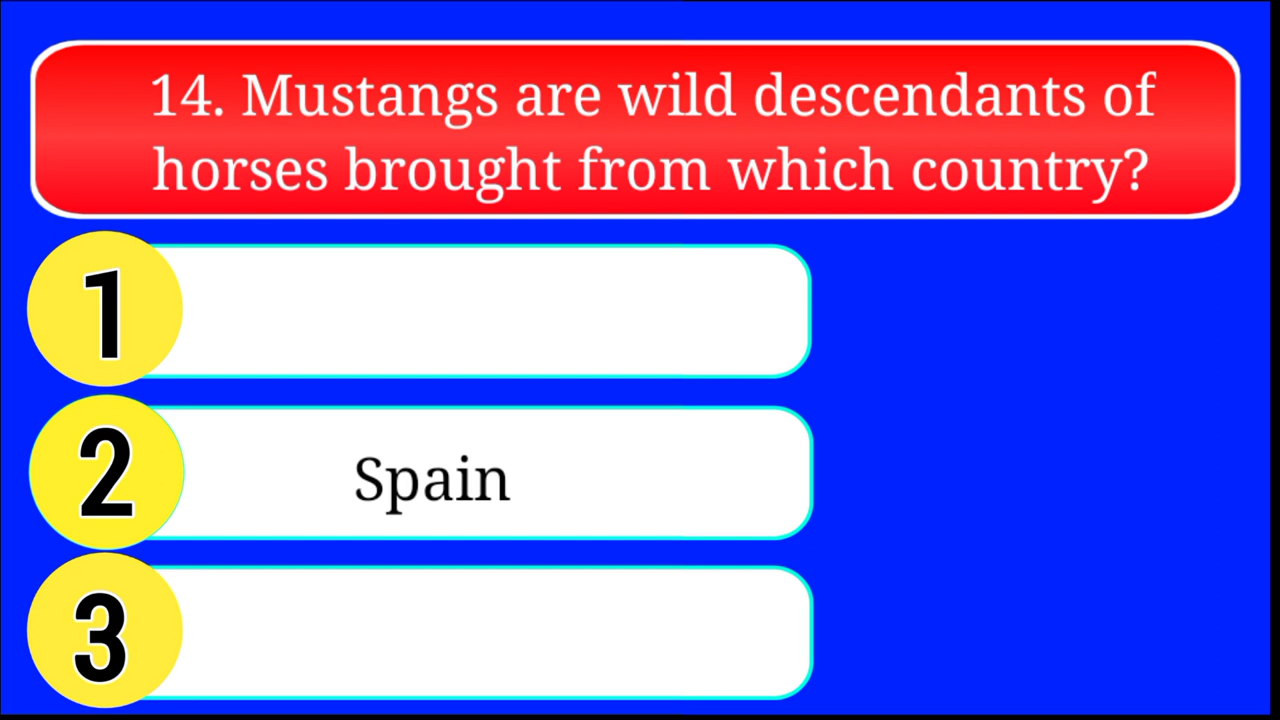 14. Mustangs are wild descendants of
horses brought from which country?
1
2 Spain
3